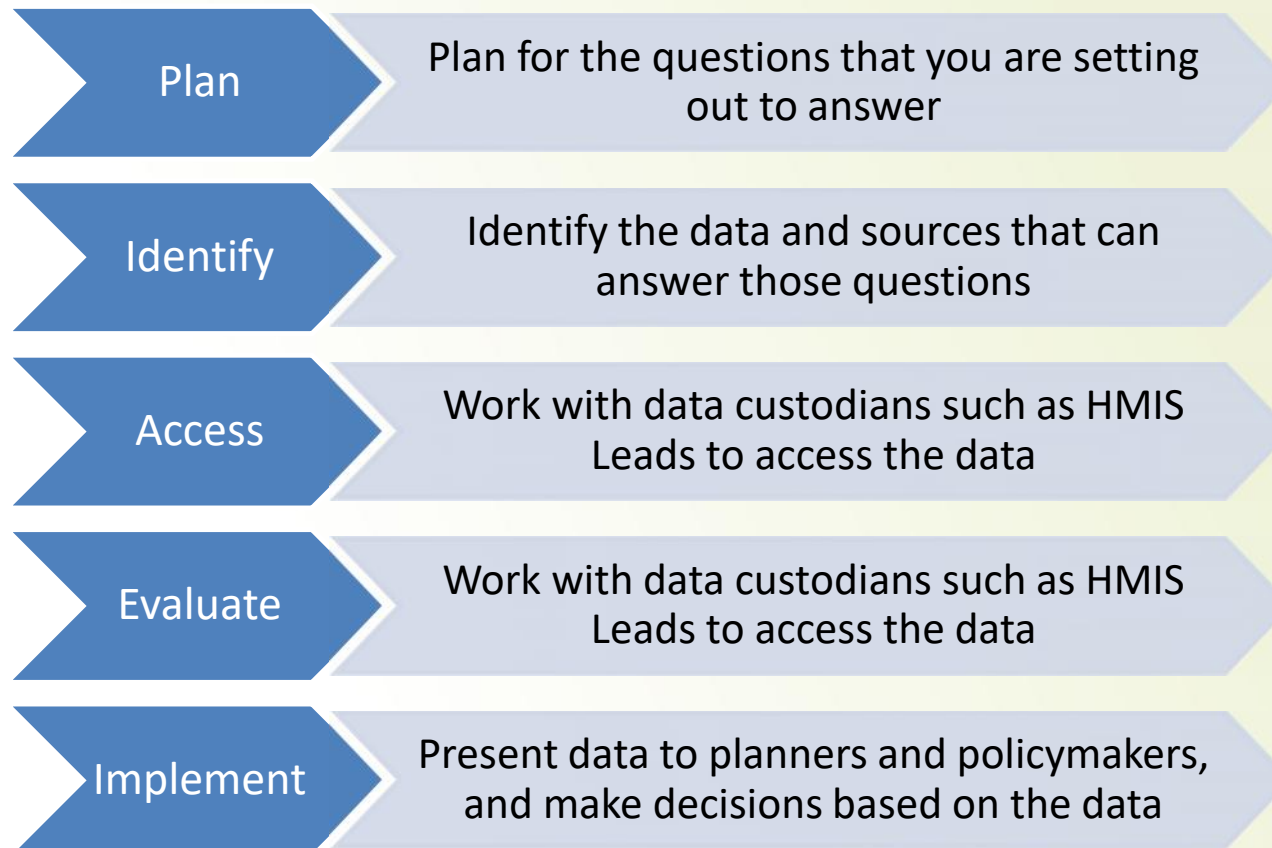 Plan
Plan for the questions that you are setting
out to answer
Identify
Identify the data and sources that can
answer those questions
Access
Work with data custodians such as HMIS
Leads to access the data
Evaluate
Work with data custodians such as HMIS
Leads to access the data
Implement
Present data to planners and policymakers,
and make decisions based on the data